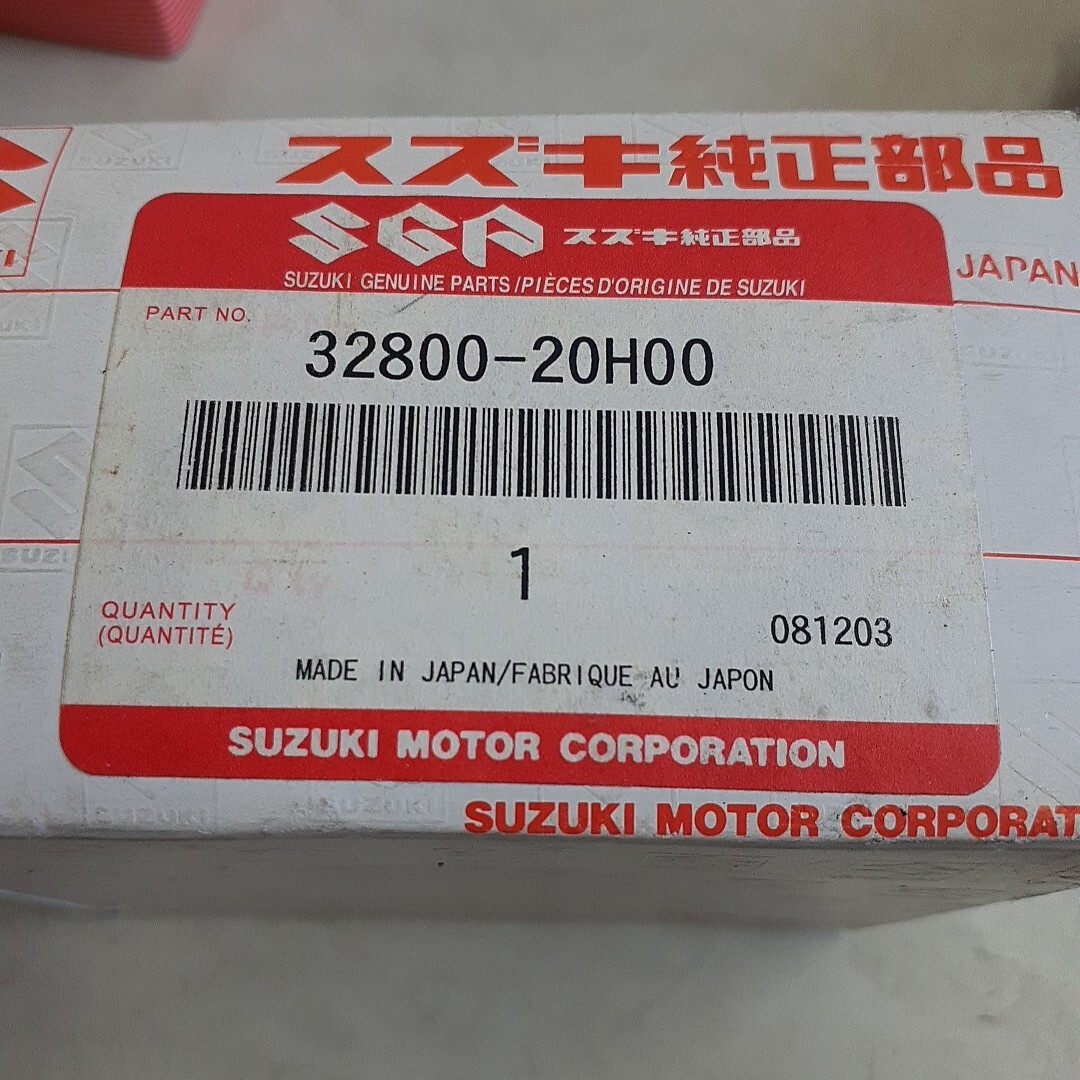 スズキ純正部品
SGP スズキ純正部品
SUZUKI GENUINE PARTS/PIÈCES D'ORIGINE DE SUZUKI
JAPAN
PART NO.
32800-20H00
1
QUANTITY
(QUANTITÉ)
081203
MADE IN JAPAN/FABRIQUE AU JAPON
SUZUKI MOTOR CORPORATION
SUZUKI
SUZUKI MOTOR CORPORAT